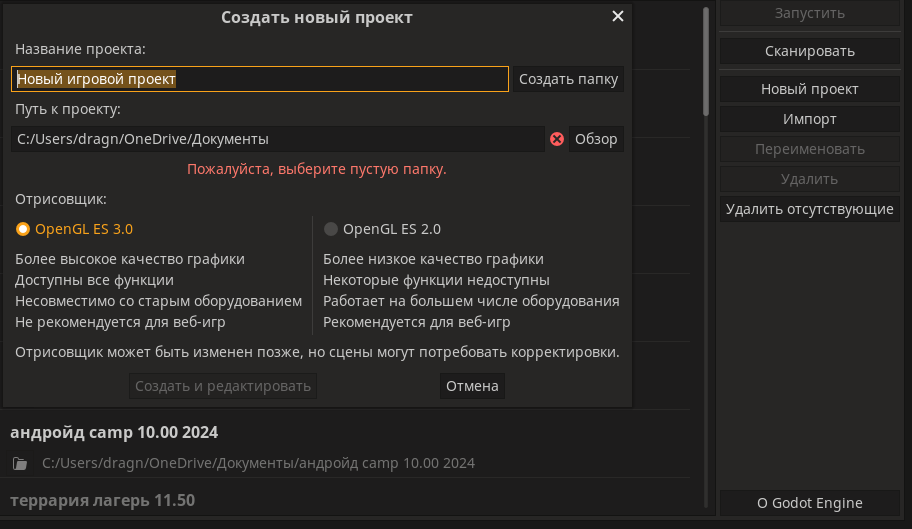 Создать новый проект
Название проекта:
Новый игровой проект
Создать папку
Путь к проекту:
C:/Users/dragn/OneDrive/Документы
Обзор
Пожалуйста, выберите пустую папку.
Отрисовщик:
OpenGL ES 3.0
Более высокое качество графики
Доступны все функции
Несовместимо со старым оборудованием
Не рекомендуется для веб-игр
OpenGL ES 2.0
Более низкое качество графики
Некоторые функции недоступны
Работает на большем числе оборудования
Рекомендуется для веб-игр
Отрисовщик может быть изменен позже, но сцены могут потребовать корректировки.
Создать и редактировать
Отмена
андройд camp 10.00 2024
C:/Users/dragn/OneDrive/Документы/андройд camp 10.00 2024
террария лагерь 11.50
Запустить
Сканировать
Новый проект
Импорт
Переименовать
Удалить
Удалить отсутствующие
О Godot Engine